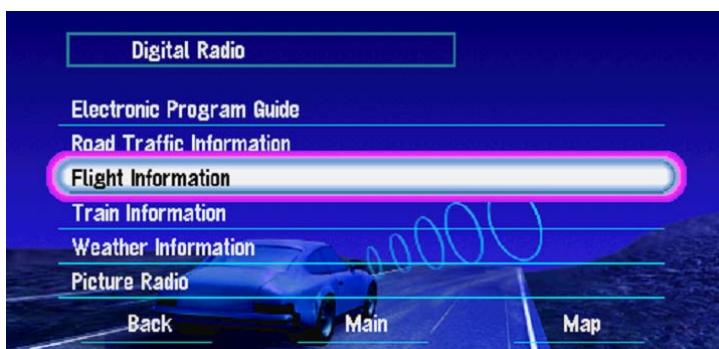 Digital Radio
Electronic Program Guide
Road Traffic Information
Flight Information
Train Information
Weather Information
Picture Radio
Back Main Map